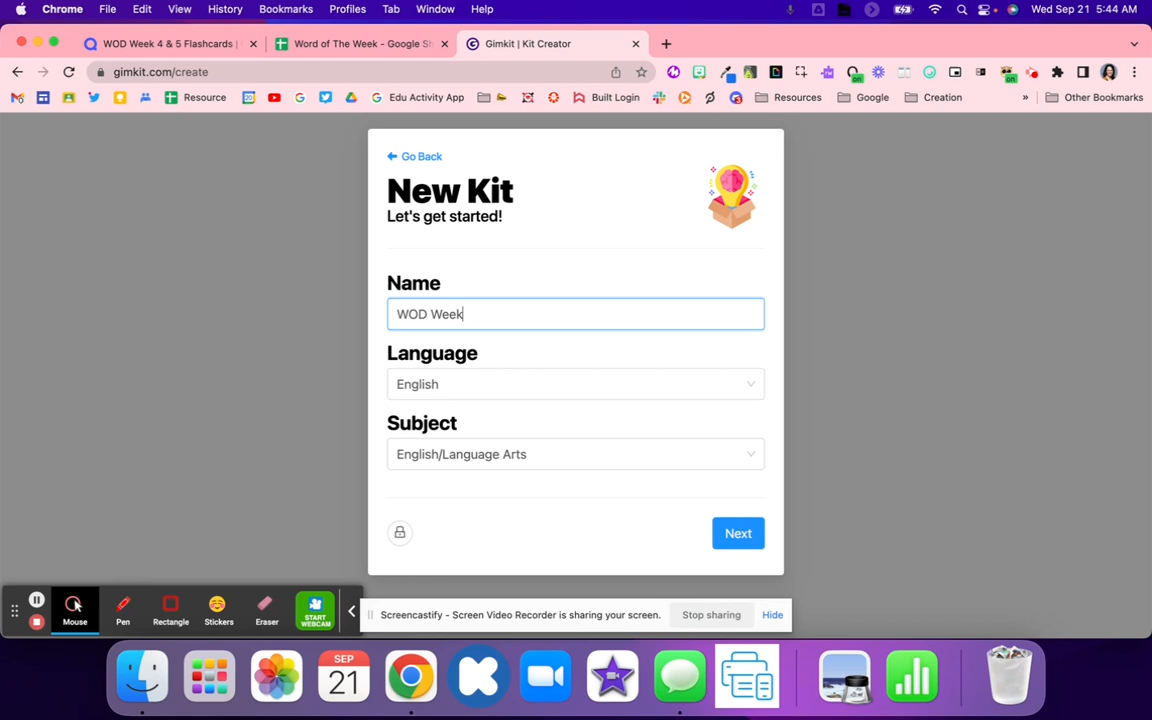 Chrome File Edit View History Bookmarks Profiles Tab Window Help Wed Sep 21 5:44 AM
WOD Week 4 & 5 Flashcards | Word of The Week - Google Sh Gimkit | Kit Creator
gimkit.com/create
Resource Edu Activity App Built Login Resources Google Creation » Other Bookmarks
Go Back
New Kit
Let's get started!
Name
WOD Week
Language
English
Subject
English/Language Arts
Next
Mouse Pen Rectangle Stickers Eraser START WEBCAM
Screencastify - Screen Video Recorder is sharing your screen. Stop sharing Hide
SEP
21